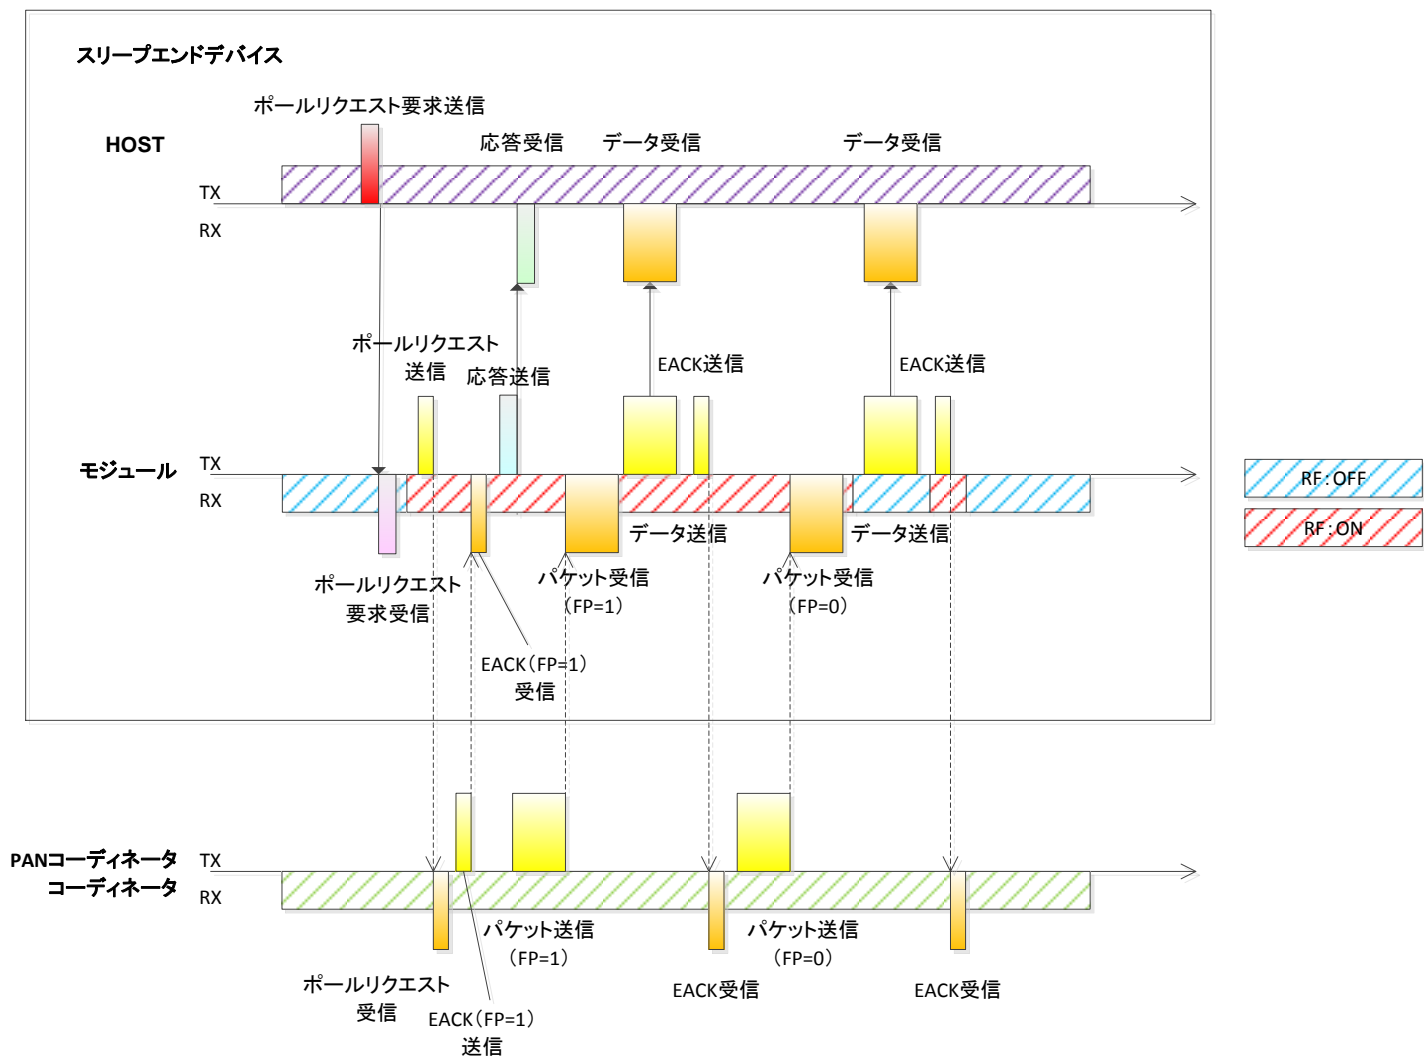 スリープエンドデバイス
ポールリクエスト要求送信
HOST
応答受信
データ受信
データ受信
TX
RX
ポールリクエスト
送信
応答送信
EACK送信
EACK送信
モジュール
TX
RX
RF:OFF
RF:ON
データ送信
データ送信
ポールリクエスト
要求受信
パケット受信
(FP=1)
パケット受信
(FP=0)
EACK(FP=1)
受信
PANコーディネータ
コーディネータ
TX
RX
パケット送信
(FP=1)
パケット送信
(FP=0)
ポールリクエスト
受信
EACK受信
EACK受信
EACK(FP=1)
送信